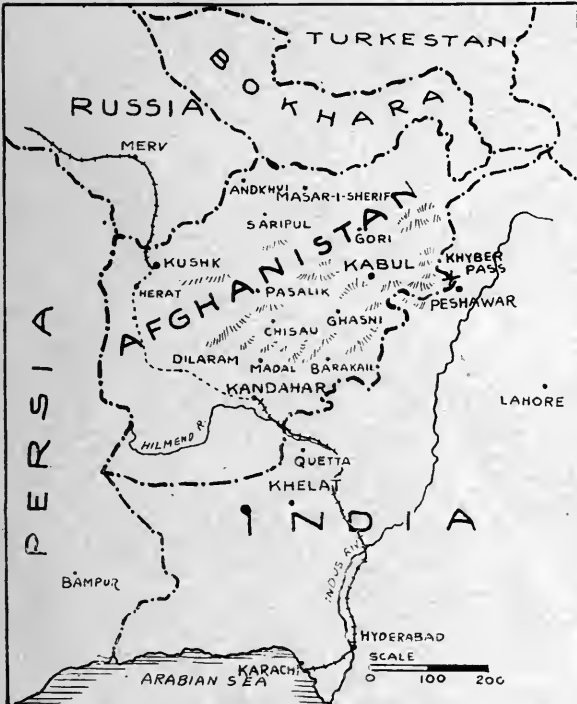 TURKESTAN
BOKHARA
RUSSIA
MERV
ANDKHUI
MASAR-I-SHERIF
SARIPUL
GORI
AFGHANISTAN
KUSHK
KABUL
KHYBER
PASS
HERAT
PASALIK
PESHAWAR
CHISAU
GHASNI
DILARAM
MADAL
BARAKAIL
KANDAHAR
LAHORE
PERSIA
HILMEND R.
QUETTA
KHELAT
INDIA
BAMPUR
INDUS RIV
HYDERABAD
KARACHI
SCALE
ARABIAN SEA
0 100 200